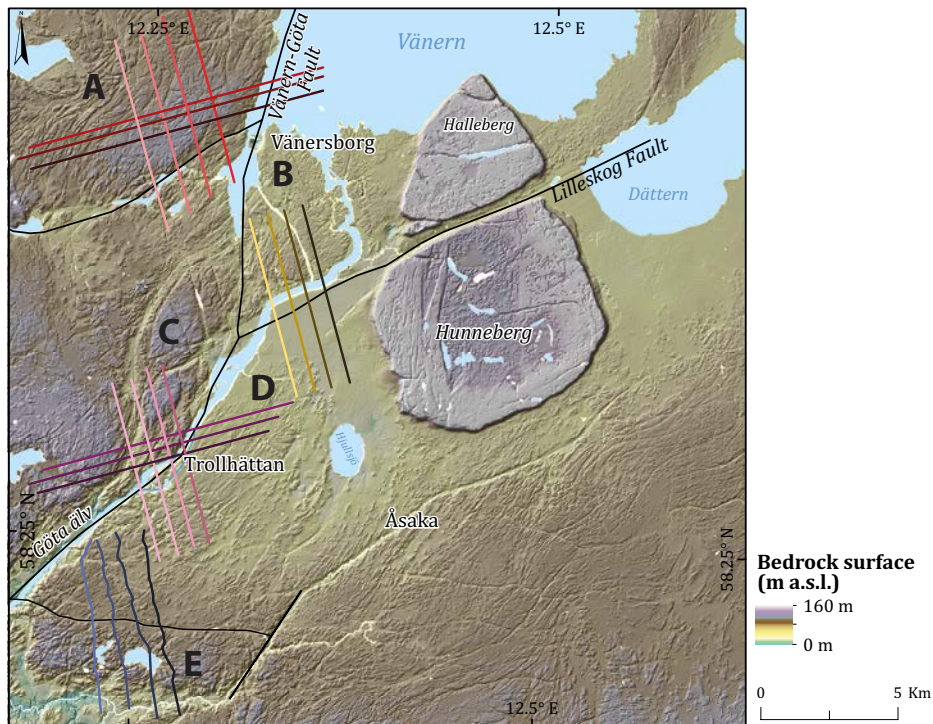 12.25° E
12.5° E
N
Vänern
A
Vänern-Göta
Fault
Halleberg
Vänersborg
B
Lilleskog Fault
Dättern
C
Hunneberg
D
Hjullsjö
Trollhättan
Åsaka
Göta älv
58.25° N
58.25° N
E
12.5° E
Bedrock surface
(m a.s.l.)
160 m
0 m
0
5 Km